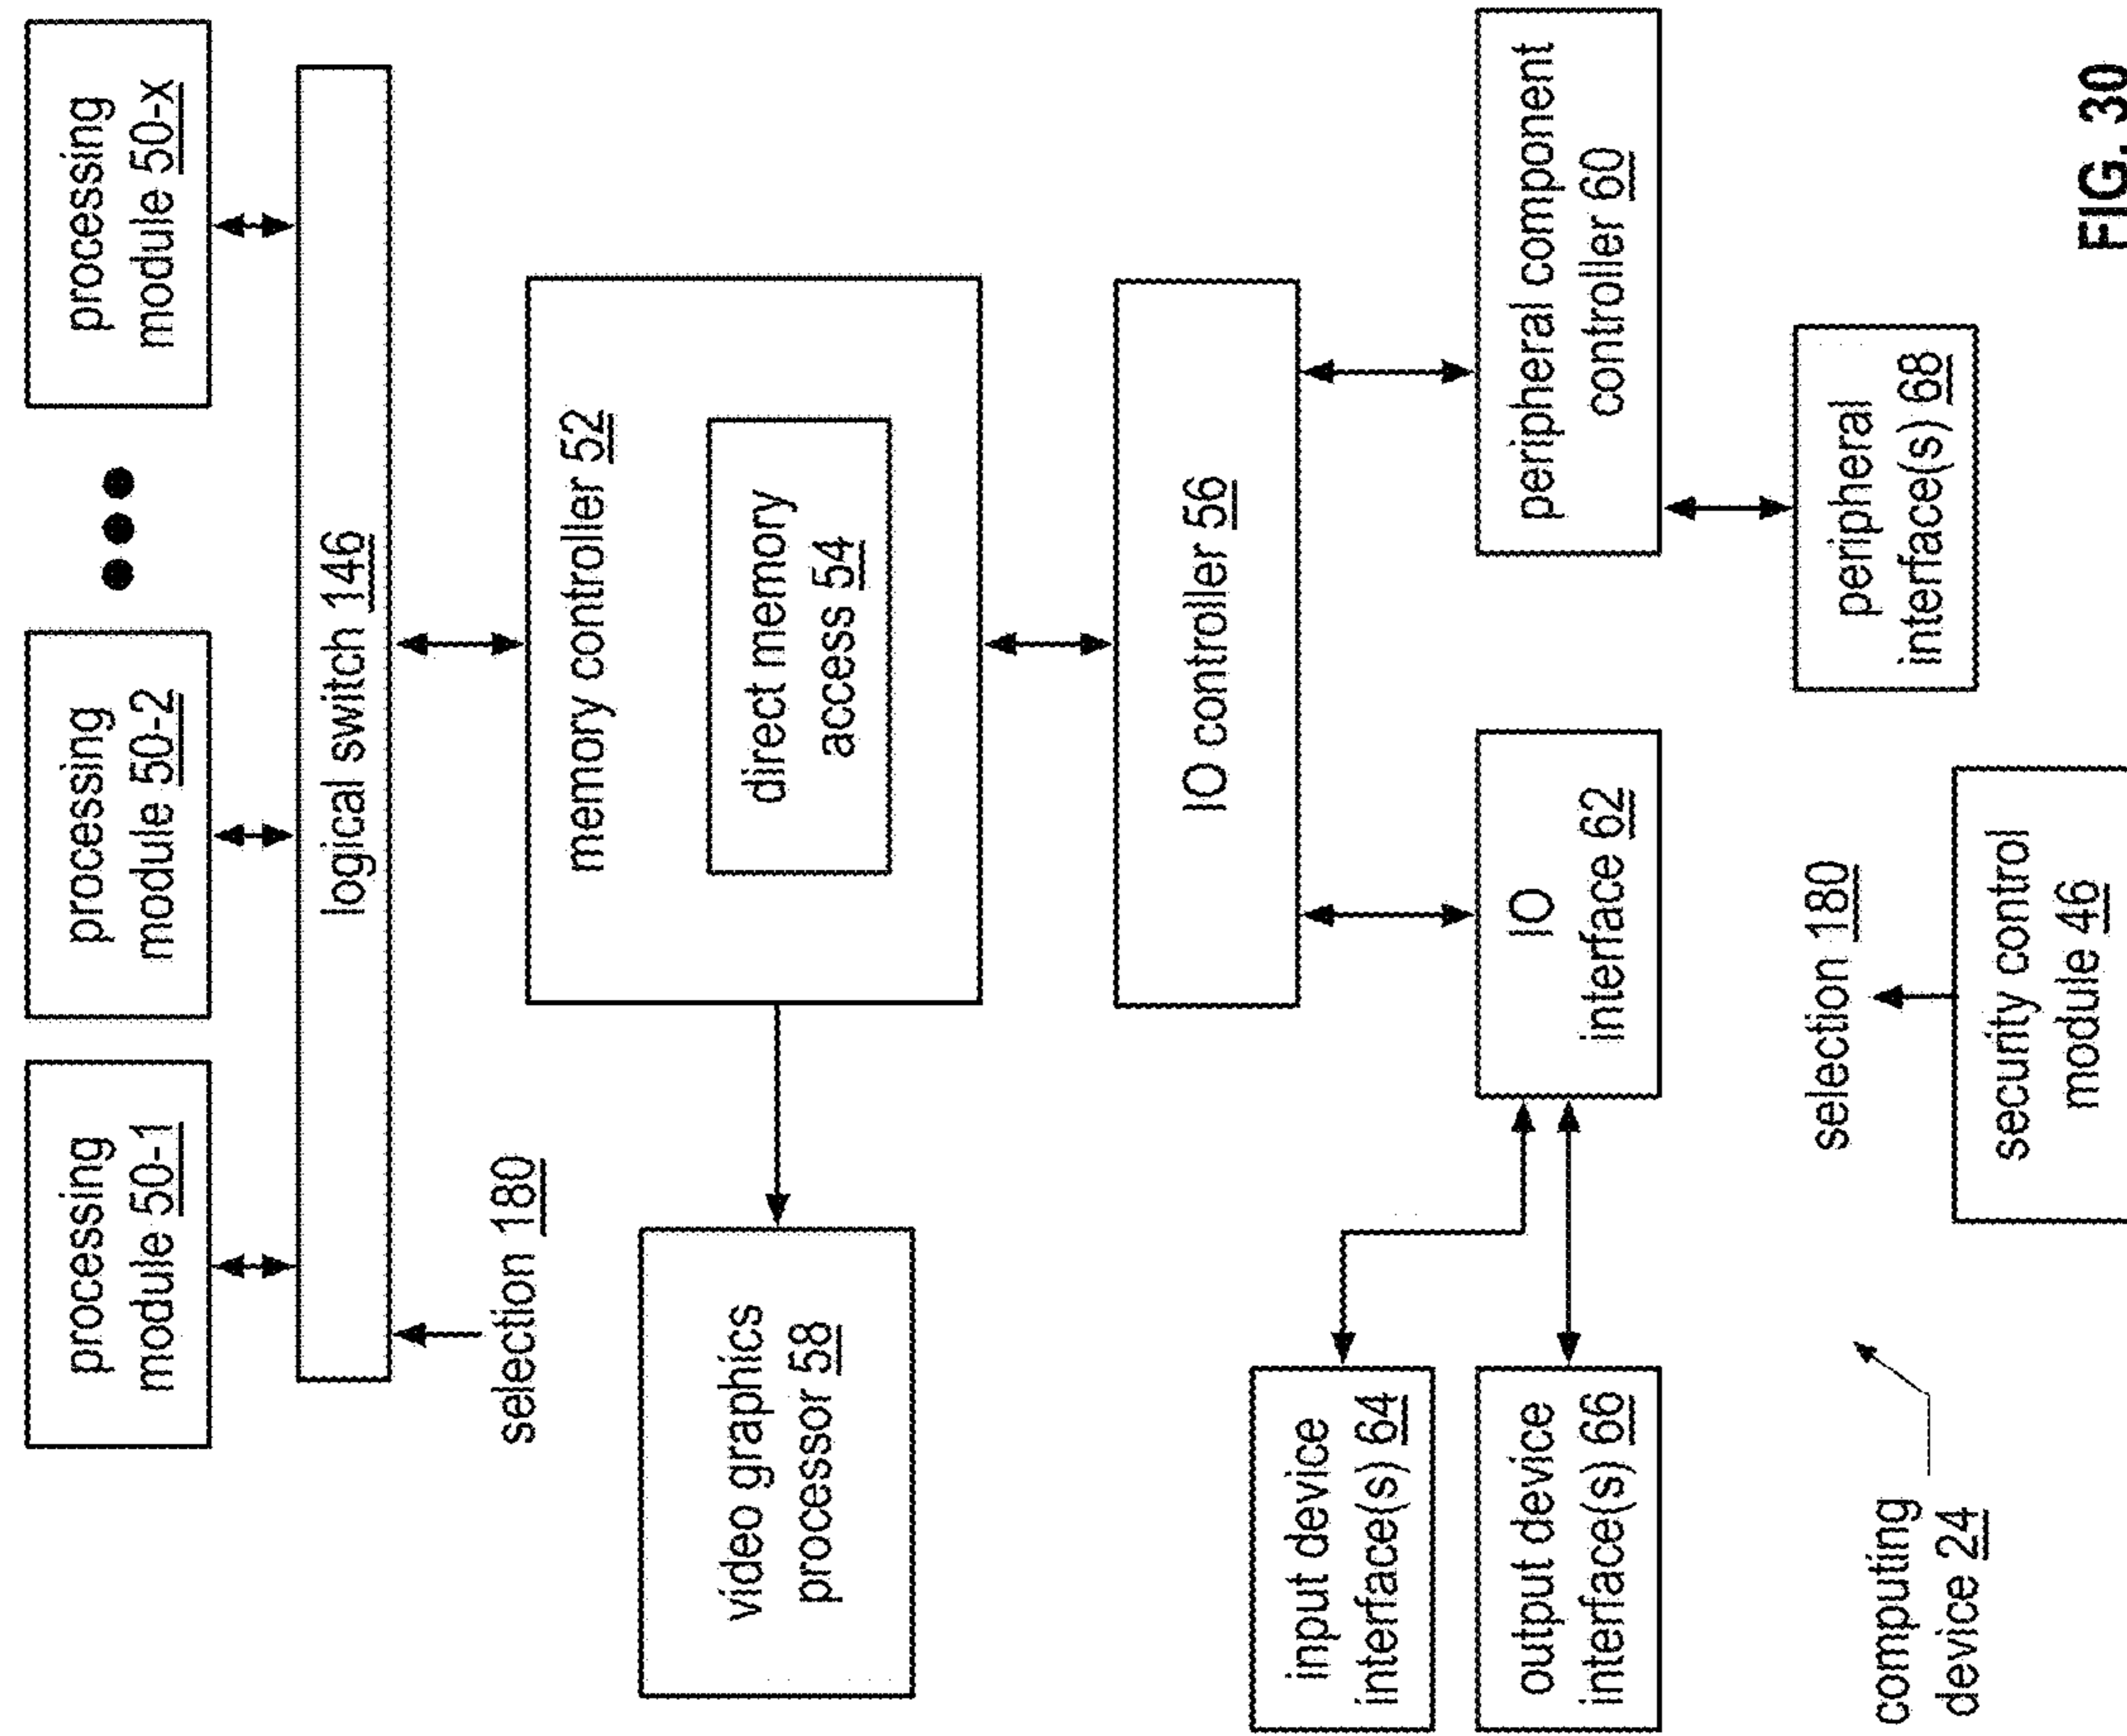 processing
module 50-1
processing
module 50-2
processing
module 50-x
logical switch 146
selection 180
memory controller 52
direct memory
access 54
video graphics
processor 58
IO controller 56
input device
interface(s) 64
output device
interface(s) 66
IO
interface 62
peripheral component
controller 60
peripheral
interface(s) 68
computing
device 24
selection 180
security control
module 46
FIG. 30